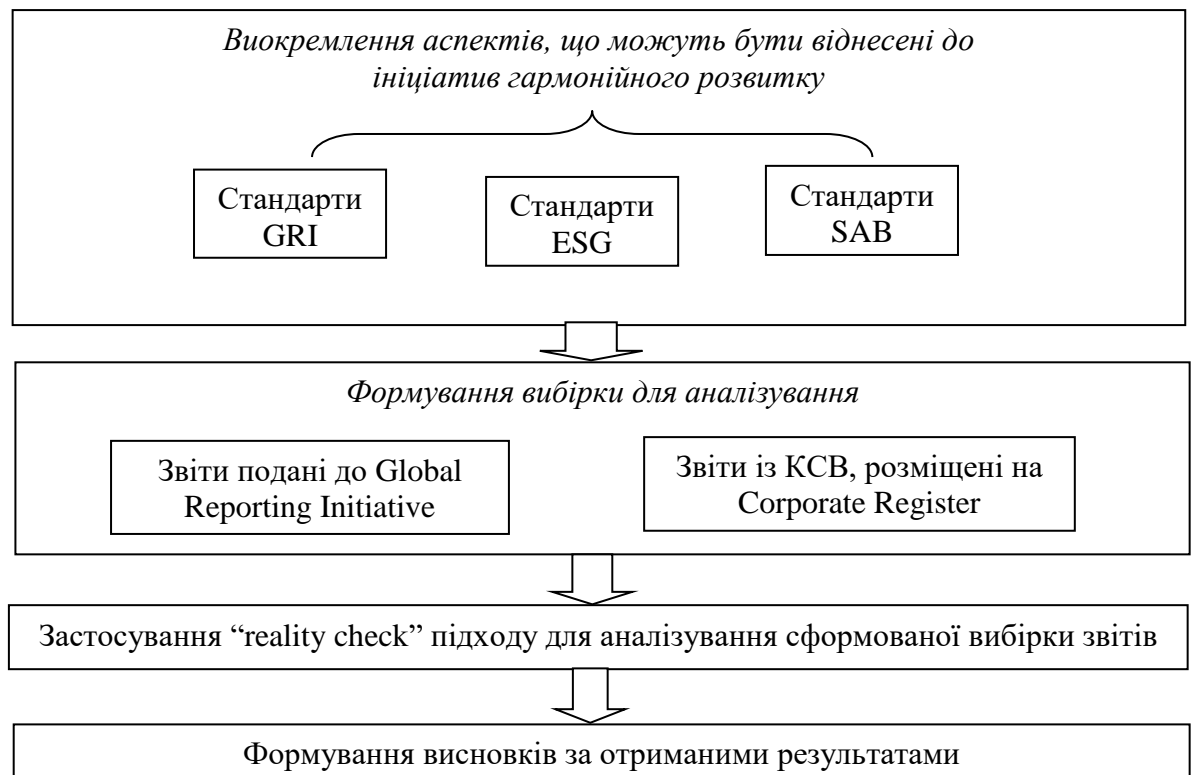 Виокремлення аспектів, що можуть бути віднесені до
ініціатив гармонійного розвитку
Стандарти
GRI
Стандарти
ESG
Стандарти
SAB
Формування вибірки для аналізування
Звіти подані до Global
Reporting Initiative
Звіти із КСВ, розміщені на
Corporate Register
Застосування “reality check” підходу для аналізування сформованої вибірки звітів
Формування висновків за отриманими результатами